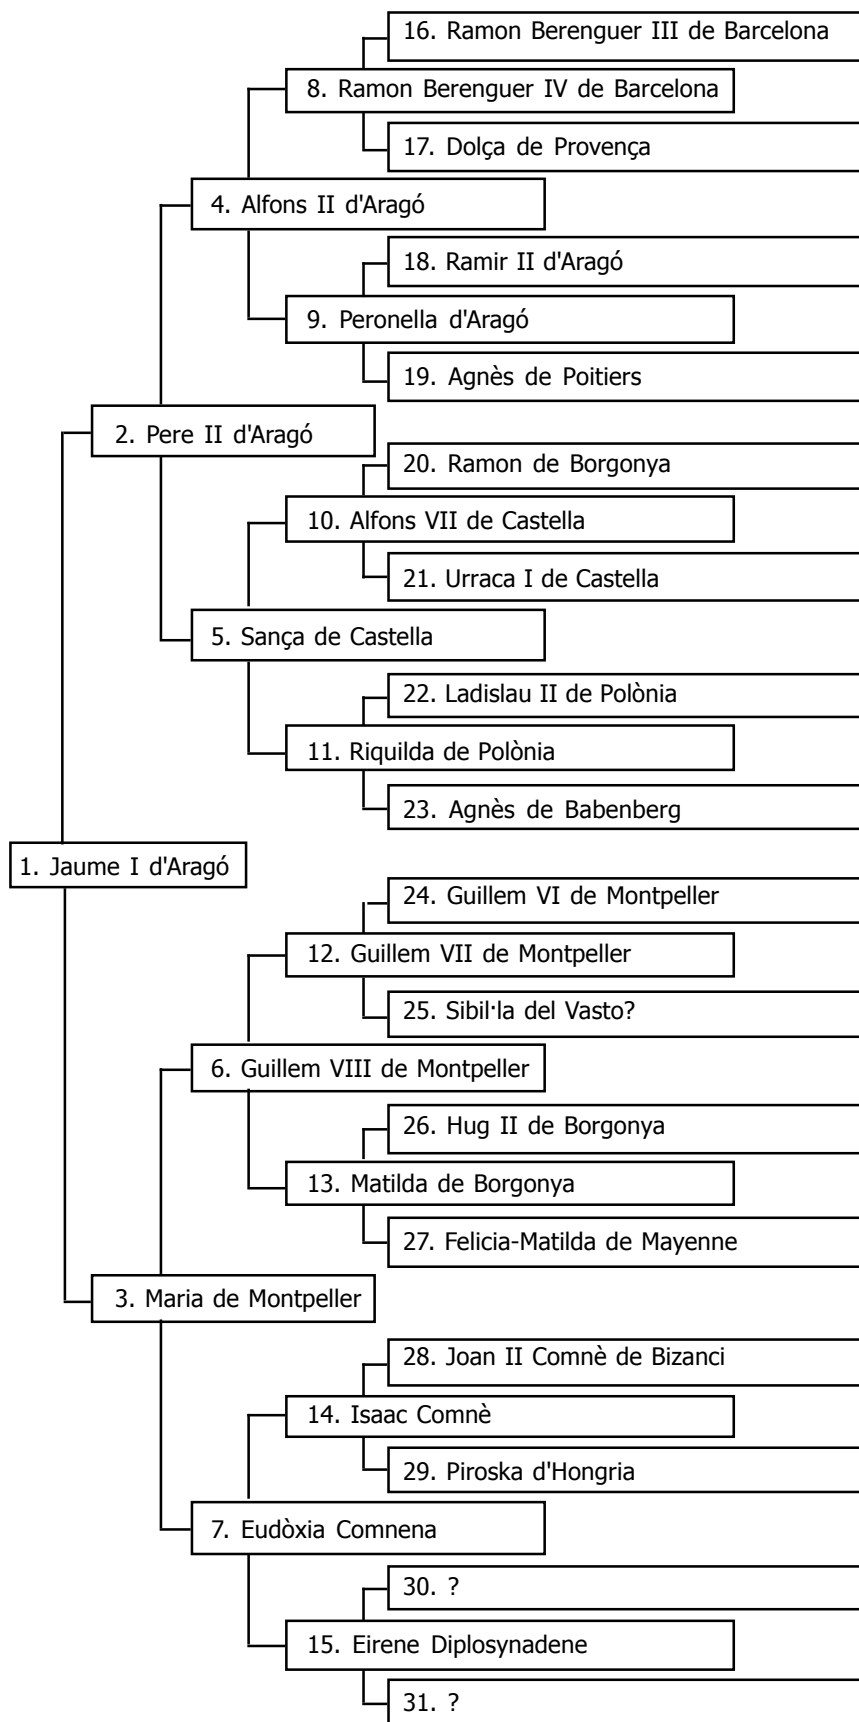 16. Ramon Berenguer III de Barcelona
8. Ramon Berenguer IV de Barcelona
17. Dolça de Provença
4. Alfons II d'Aragó
18. Ramir II d'Aragó
9. Peronella d'Aragó
19. Agnès de Poitiers
2. Pere II d'Aragó
20. Ramon de Borgonya
10. Alfons VII de Castella
21. Urraca I de Castella
5. Sança de Castella
22. Ladislau II de Polònia
11. Riquilda de Polònia
23. Agnès de Babenberg
1. Jaume I d'Aragó
24. Guillem VI de Montpeller
12. Guillem VII de Montpeller
25. Sibil·la del Vasto?
6. Guillem VIII de Montpeller
26. Hug II de Borgonya
13. Matilda de Borgonya
27. Felicia-Matilda de Mayenne
3. Maria de Montpeller
28. Joan II Comnè de Bizanci
14. Isaac Comnè
29. Piroska d'Hongria
7. Eudòxia Comnena
30. ?
15. Eirene Diplosynadene
31. ?